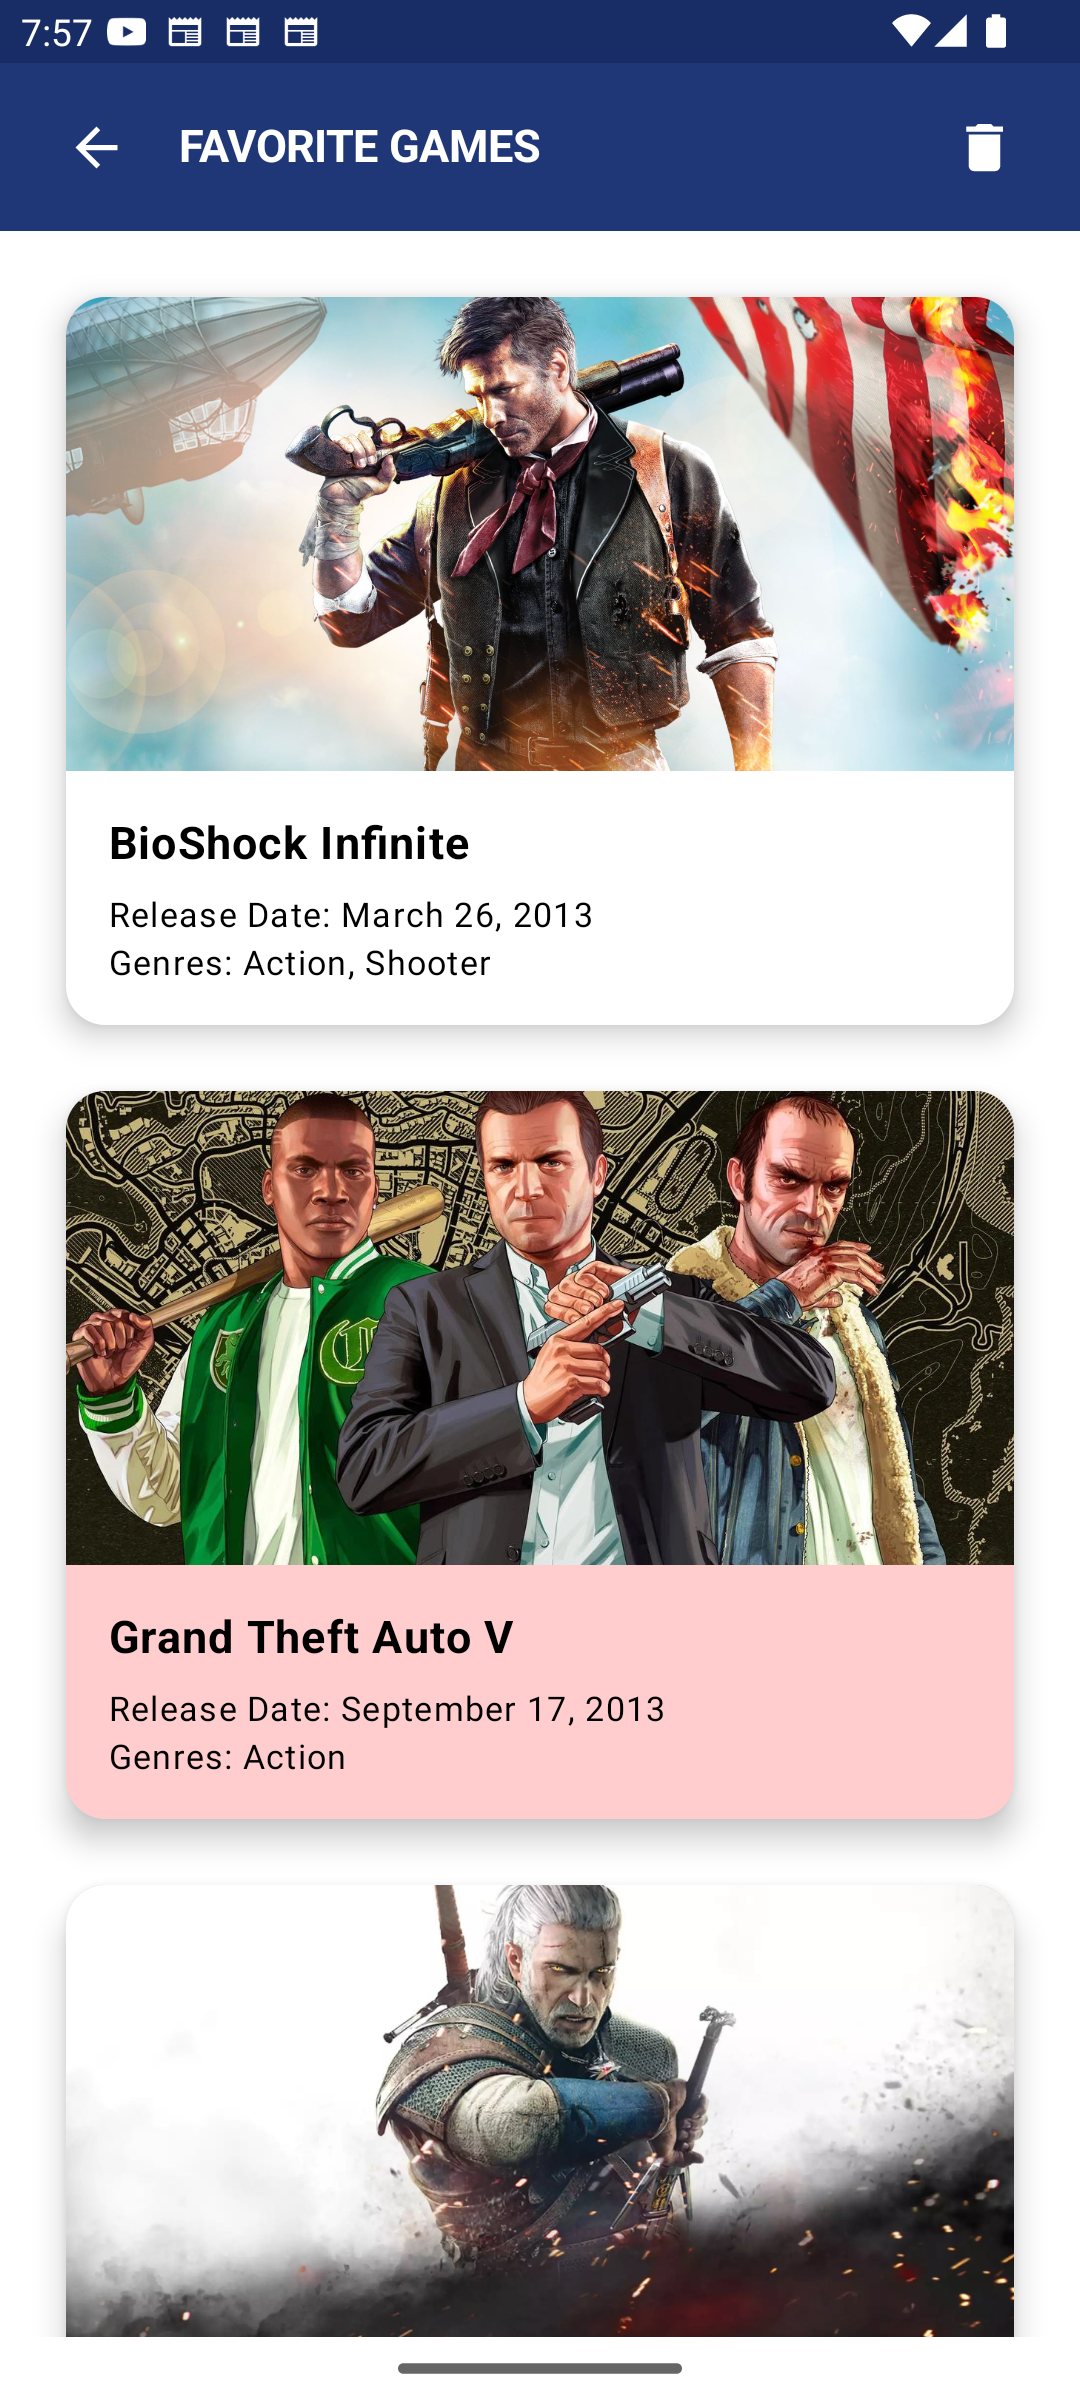 7:57
FAVORITE GAMES
BioShock Infinite
Release Date: March 26, 2013
Genres: Action, Shooter
Grand Theft Auto V
Release Date: September 17, 2013
Genres: Action